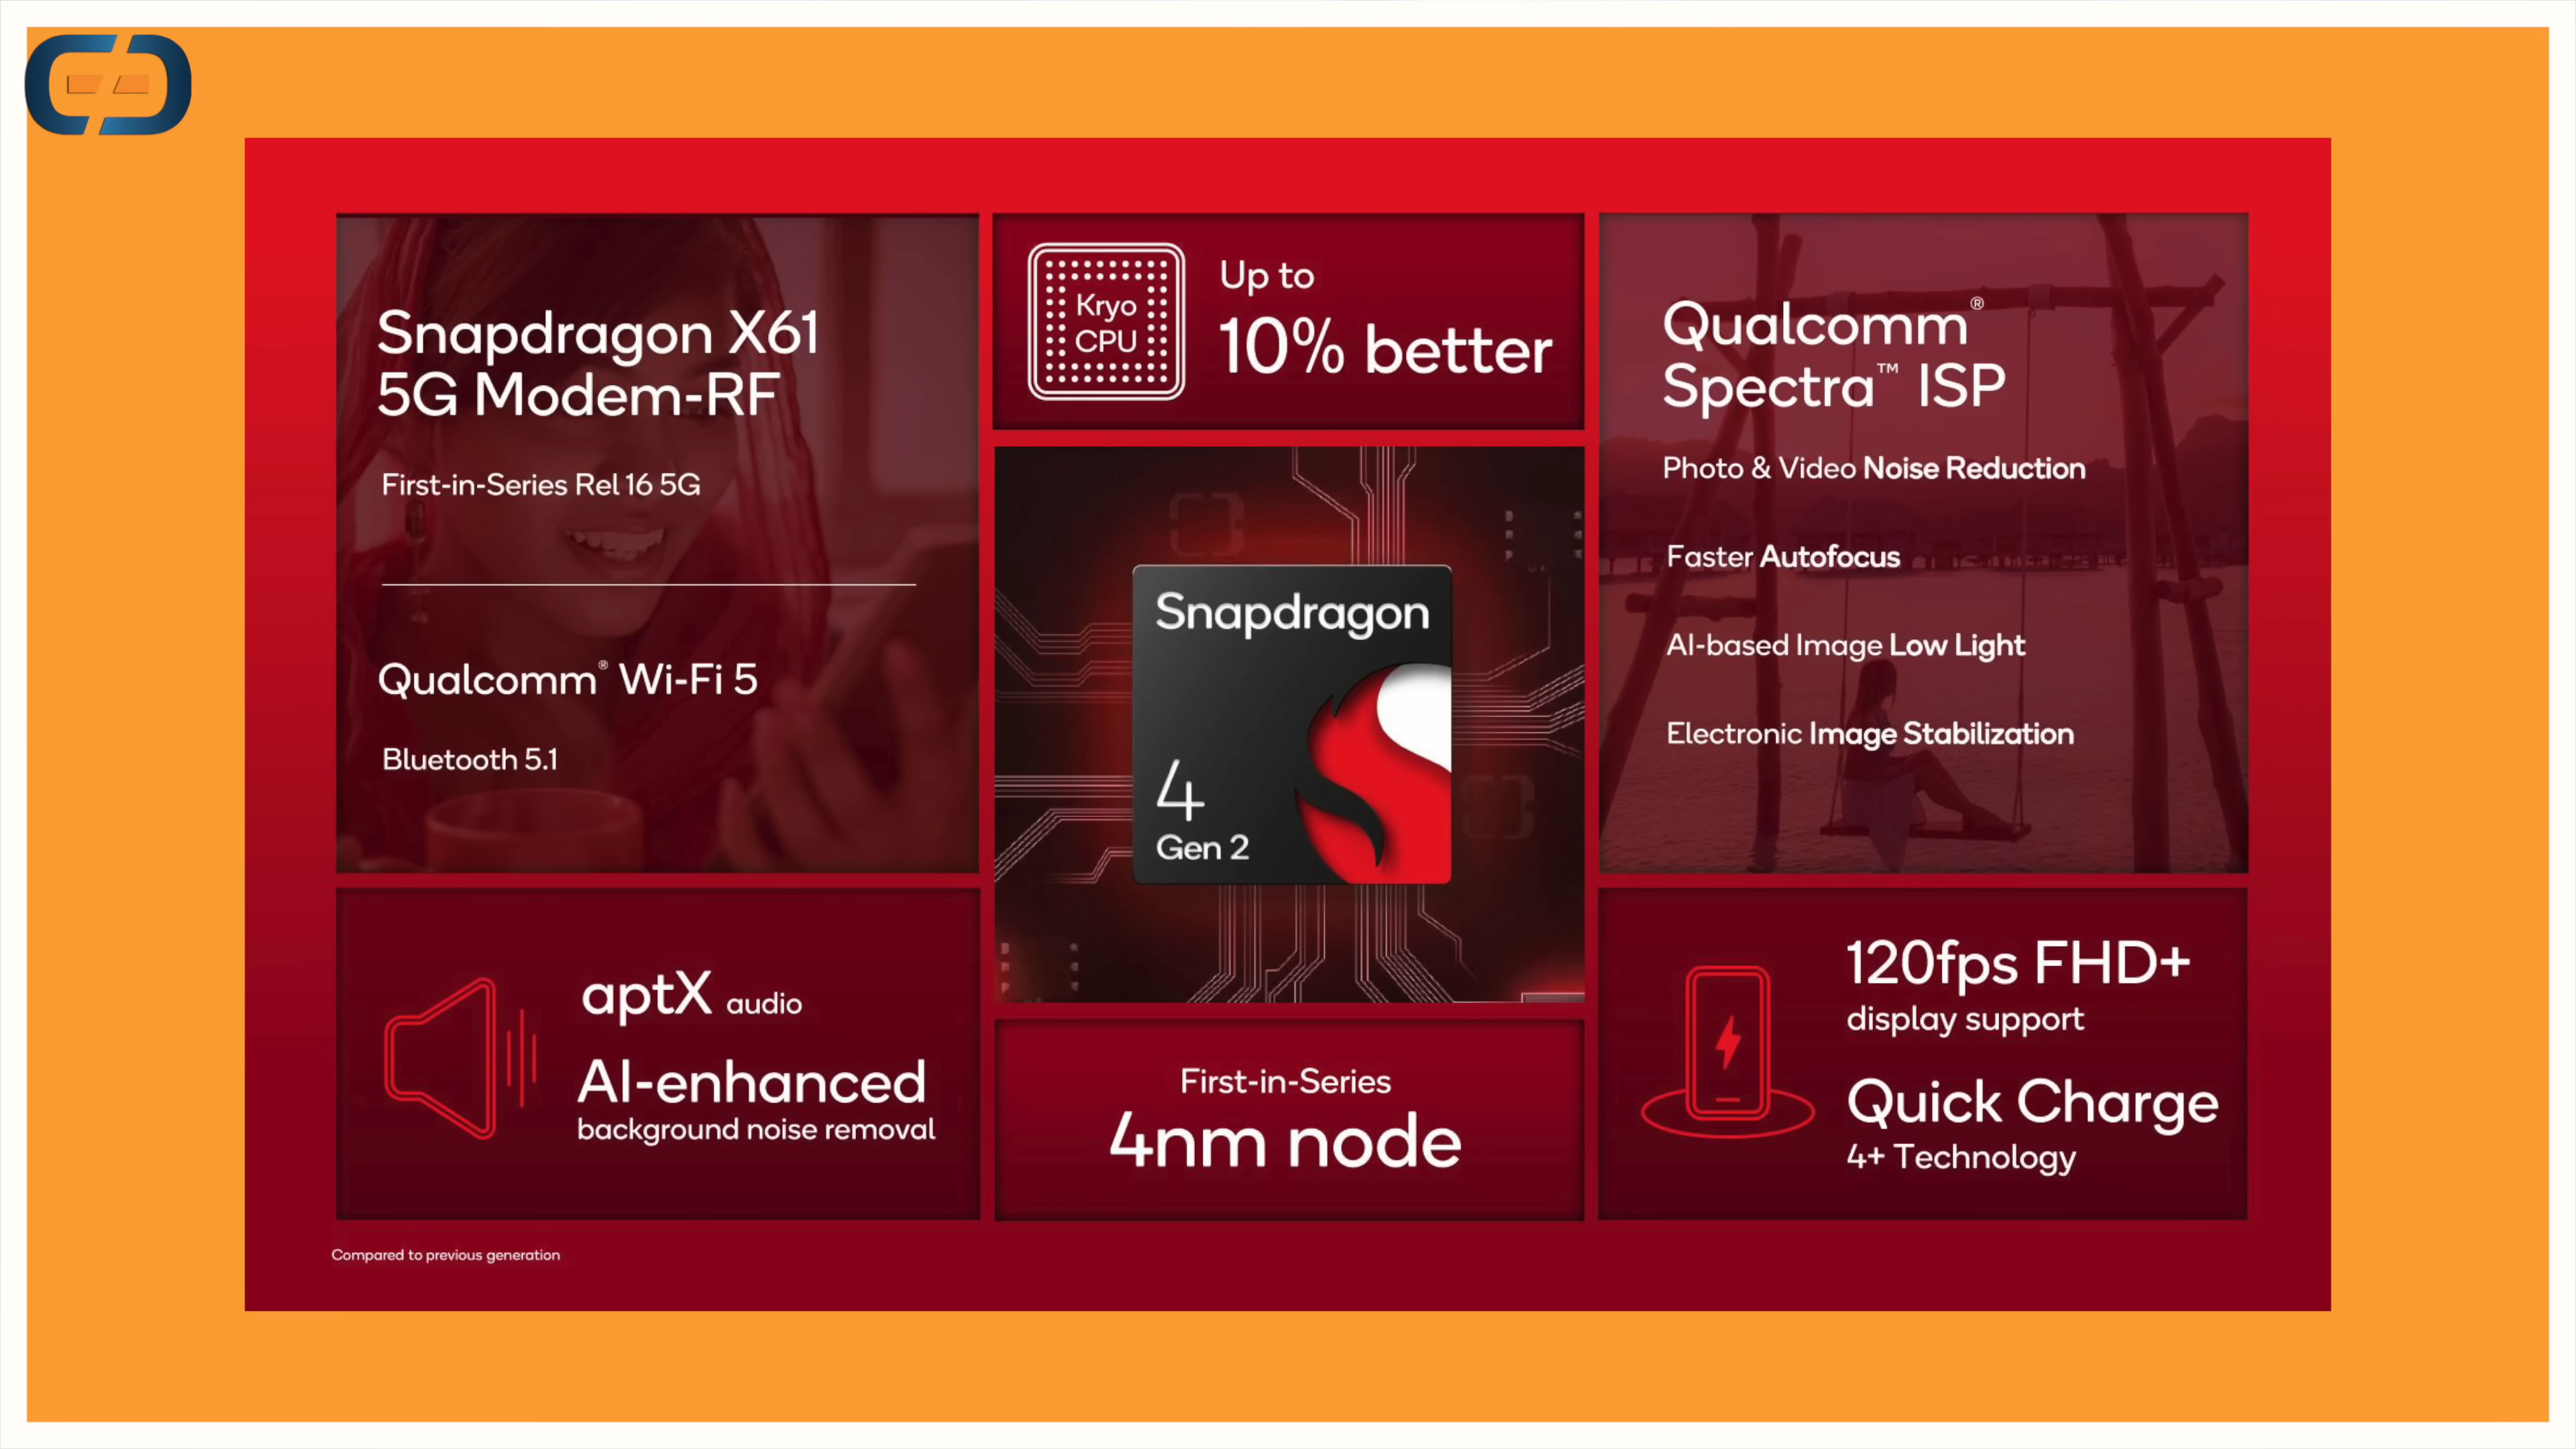 Snapdragon X61
5G Modem-RF
First-in-Series Rel 16 5G
Qualcomm® Wi-Fi 5
Bluetooth 5.1
aptX audio
AI-enhanced
background noise removal
Kryo
CPU
Up to
10% better
Snapdragon
4
Gen 2
First-in-Series
4nm node
Qualcomm®
Spectra™ ISP
Photo & Video Noise Reduction
Faster Autofocus
AI-based Image Low Light
Electronic Image Stabilization
120fps FHD+
display support
Quick Charge
4+ Technology
Compared to previous generation